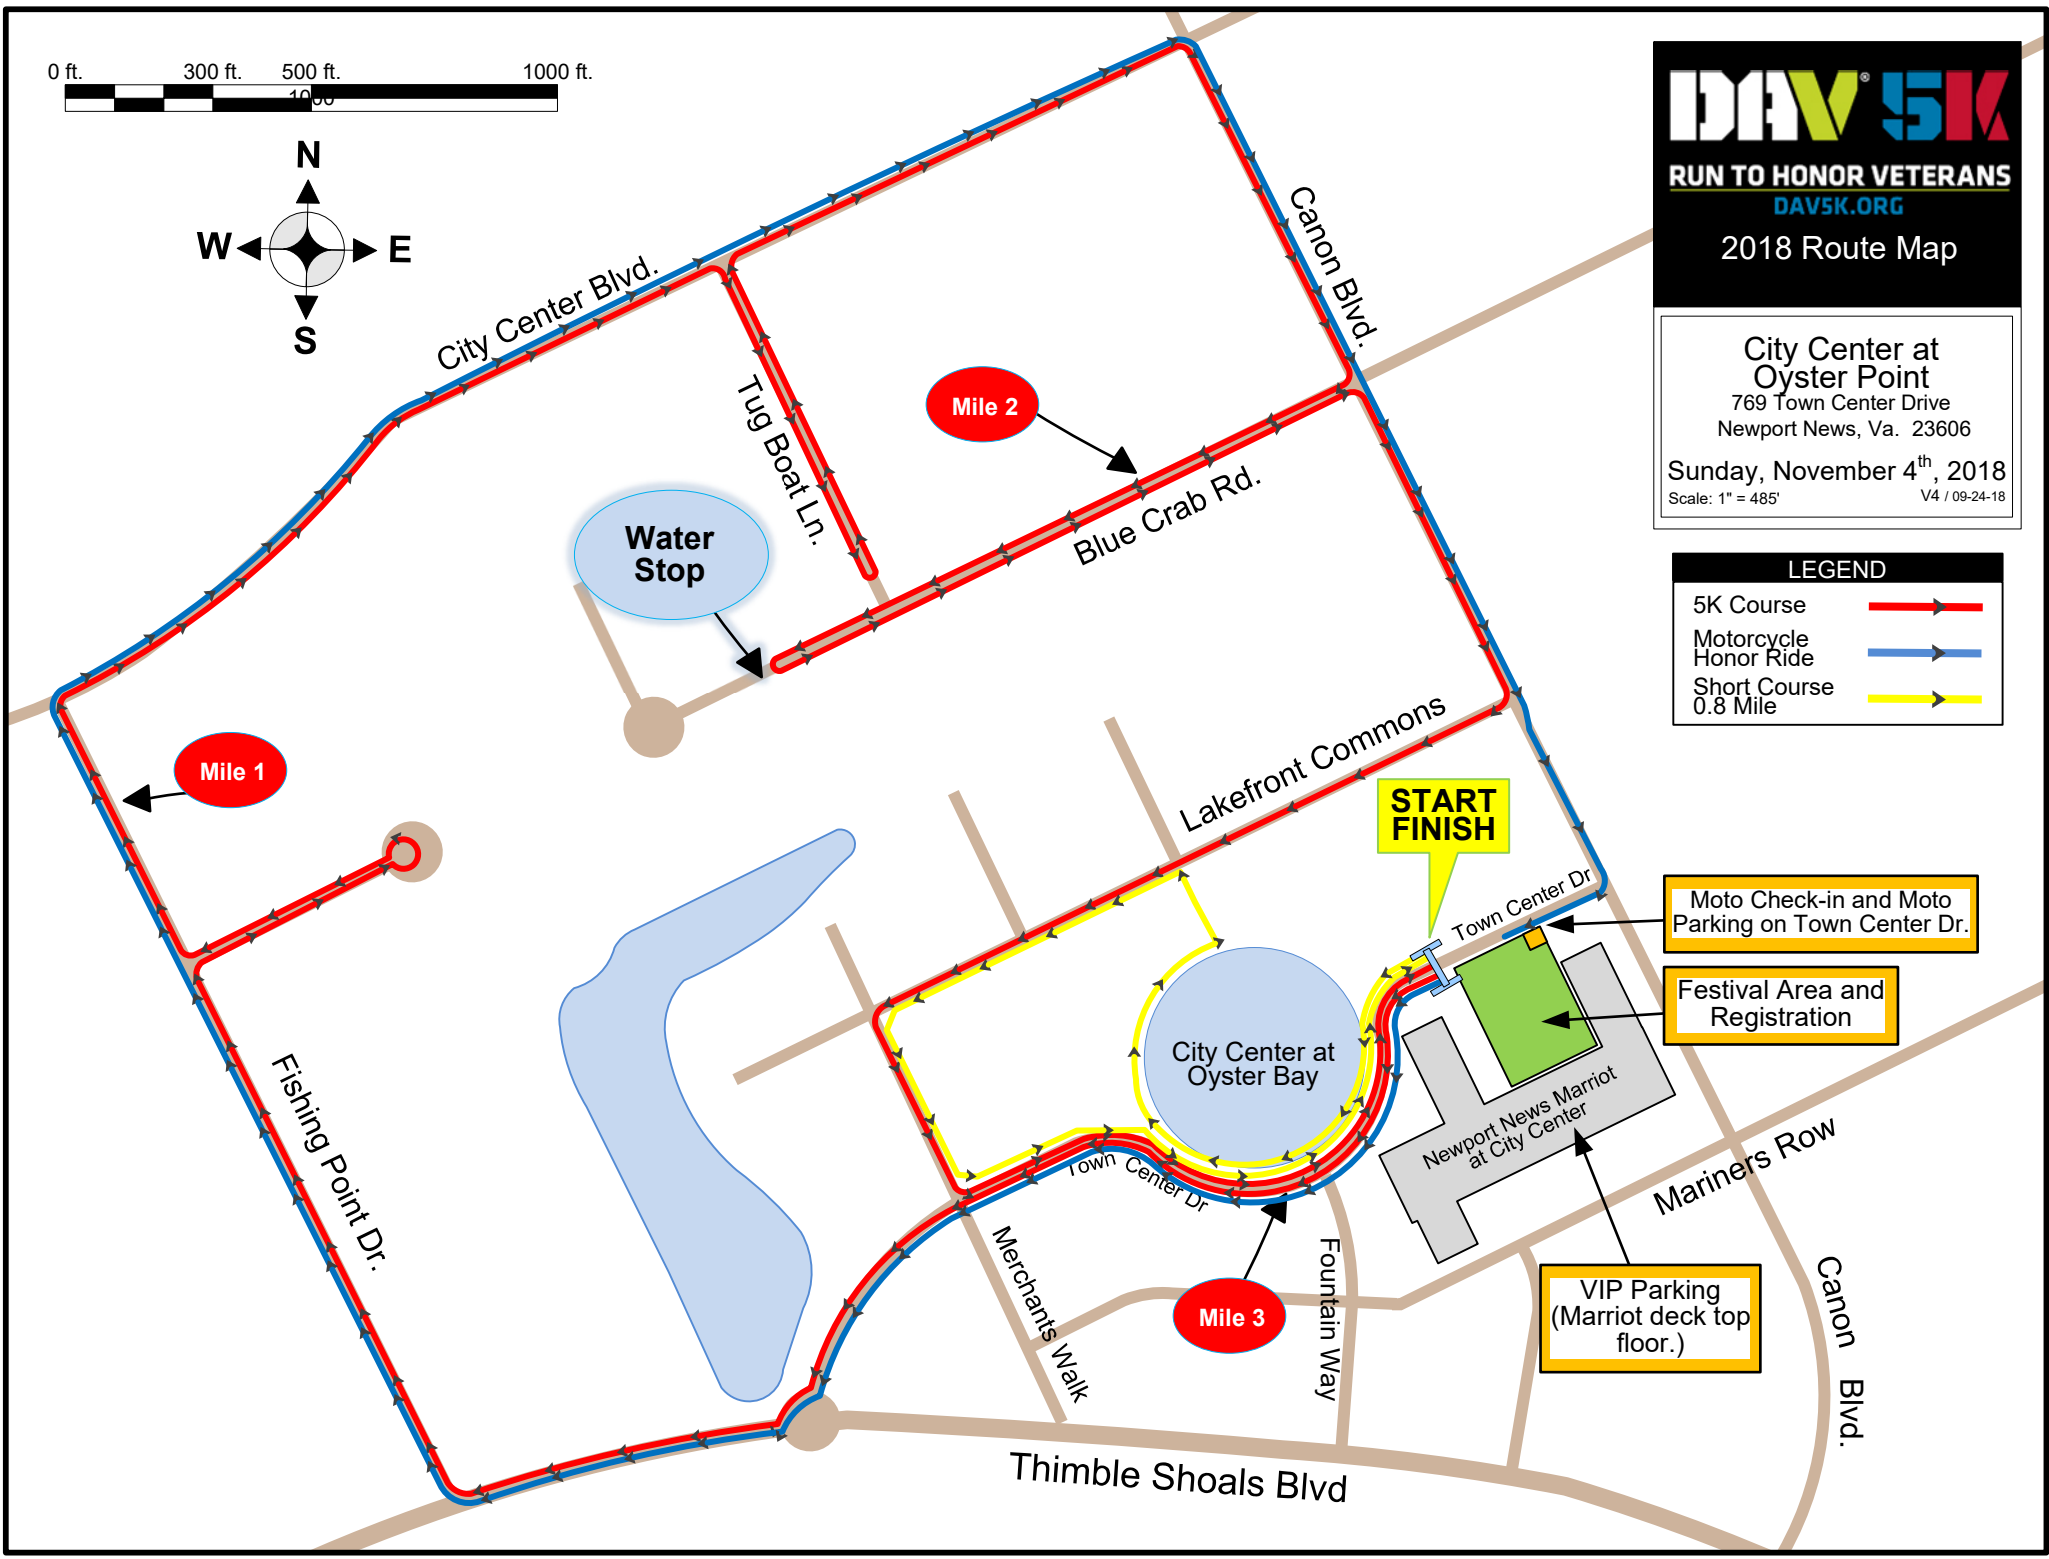 0 ft.
300 ft.
500 ft.
1000 ft.
1000
N
W
E
S
DAV® 5K
RUN TO HONOR VETERANS
DAV5K.ORG
2018 Route Map
City Center at
Oyster Point
769 Town Center Drive
Newport News, Va. 23606
Sunday, November 4th, 2018
Scale: 1" = 485'
V4 / 09-24-18
LEGEND
5K Course
Motorcycle
Honor Ride
Short Course
0.8 Mile
City Center Blvd.
Canon Blvd.
Tug Boat Ln.
Mile 2
Blue Crab Rd.
Water
Stop
Mile 1
Lakefront Commons
START
FINISH
Town Center Dr
Moto Check-in and Moto
Parking on Town Center Dr.
Festival Area and
Registration
City Center at
Oyster Bay
Newport News Marriot
at City Center
Fishing Point Dr.
Town Center Dr
Mariners Row
Merchants Walk
Mile 3
Fountain Way
VIP Parking
(Marriot deck top
floor.)
Canon Blvd.
Thimble Shoals Blvd